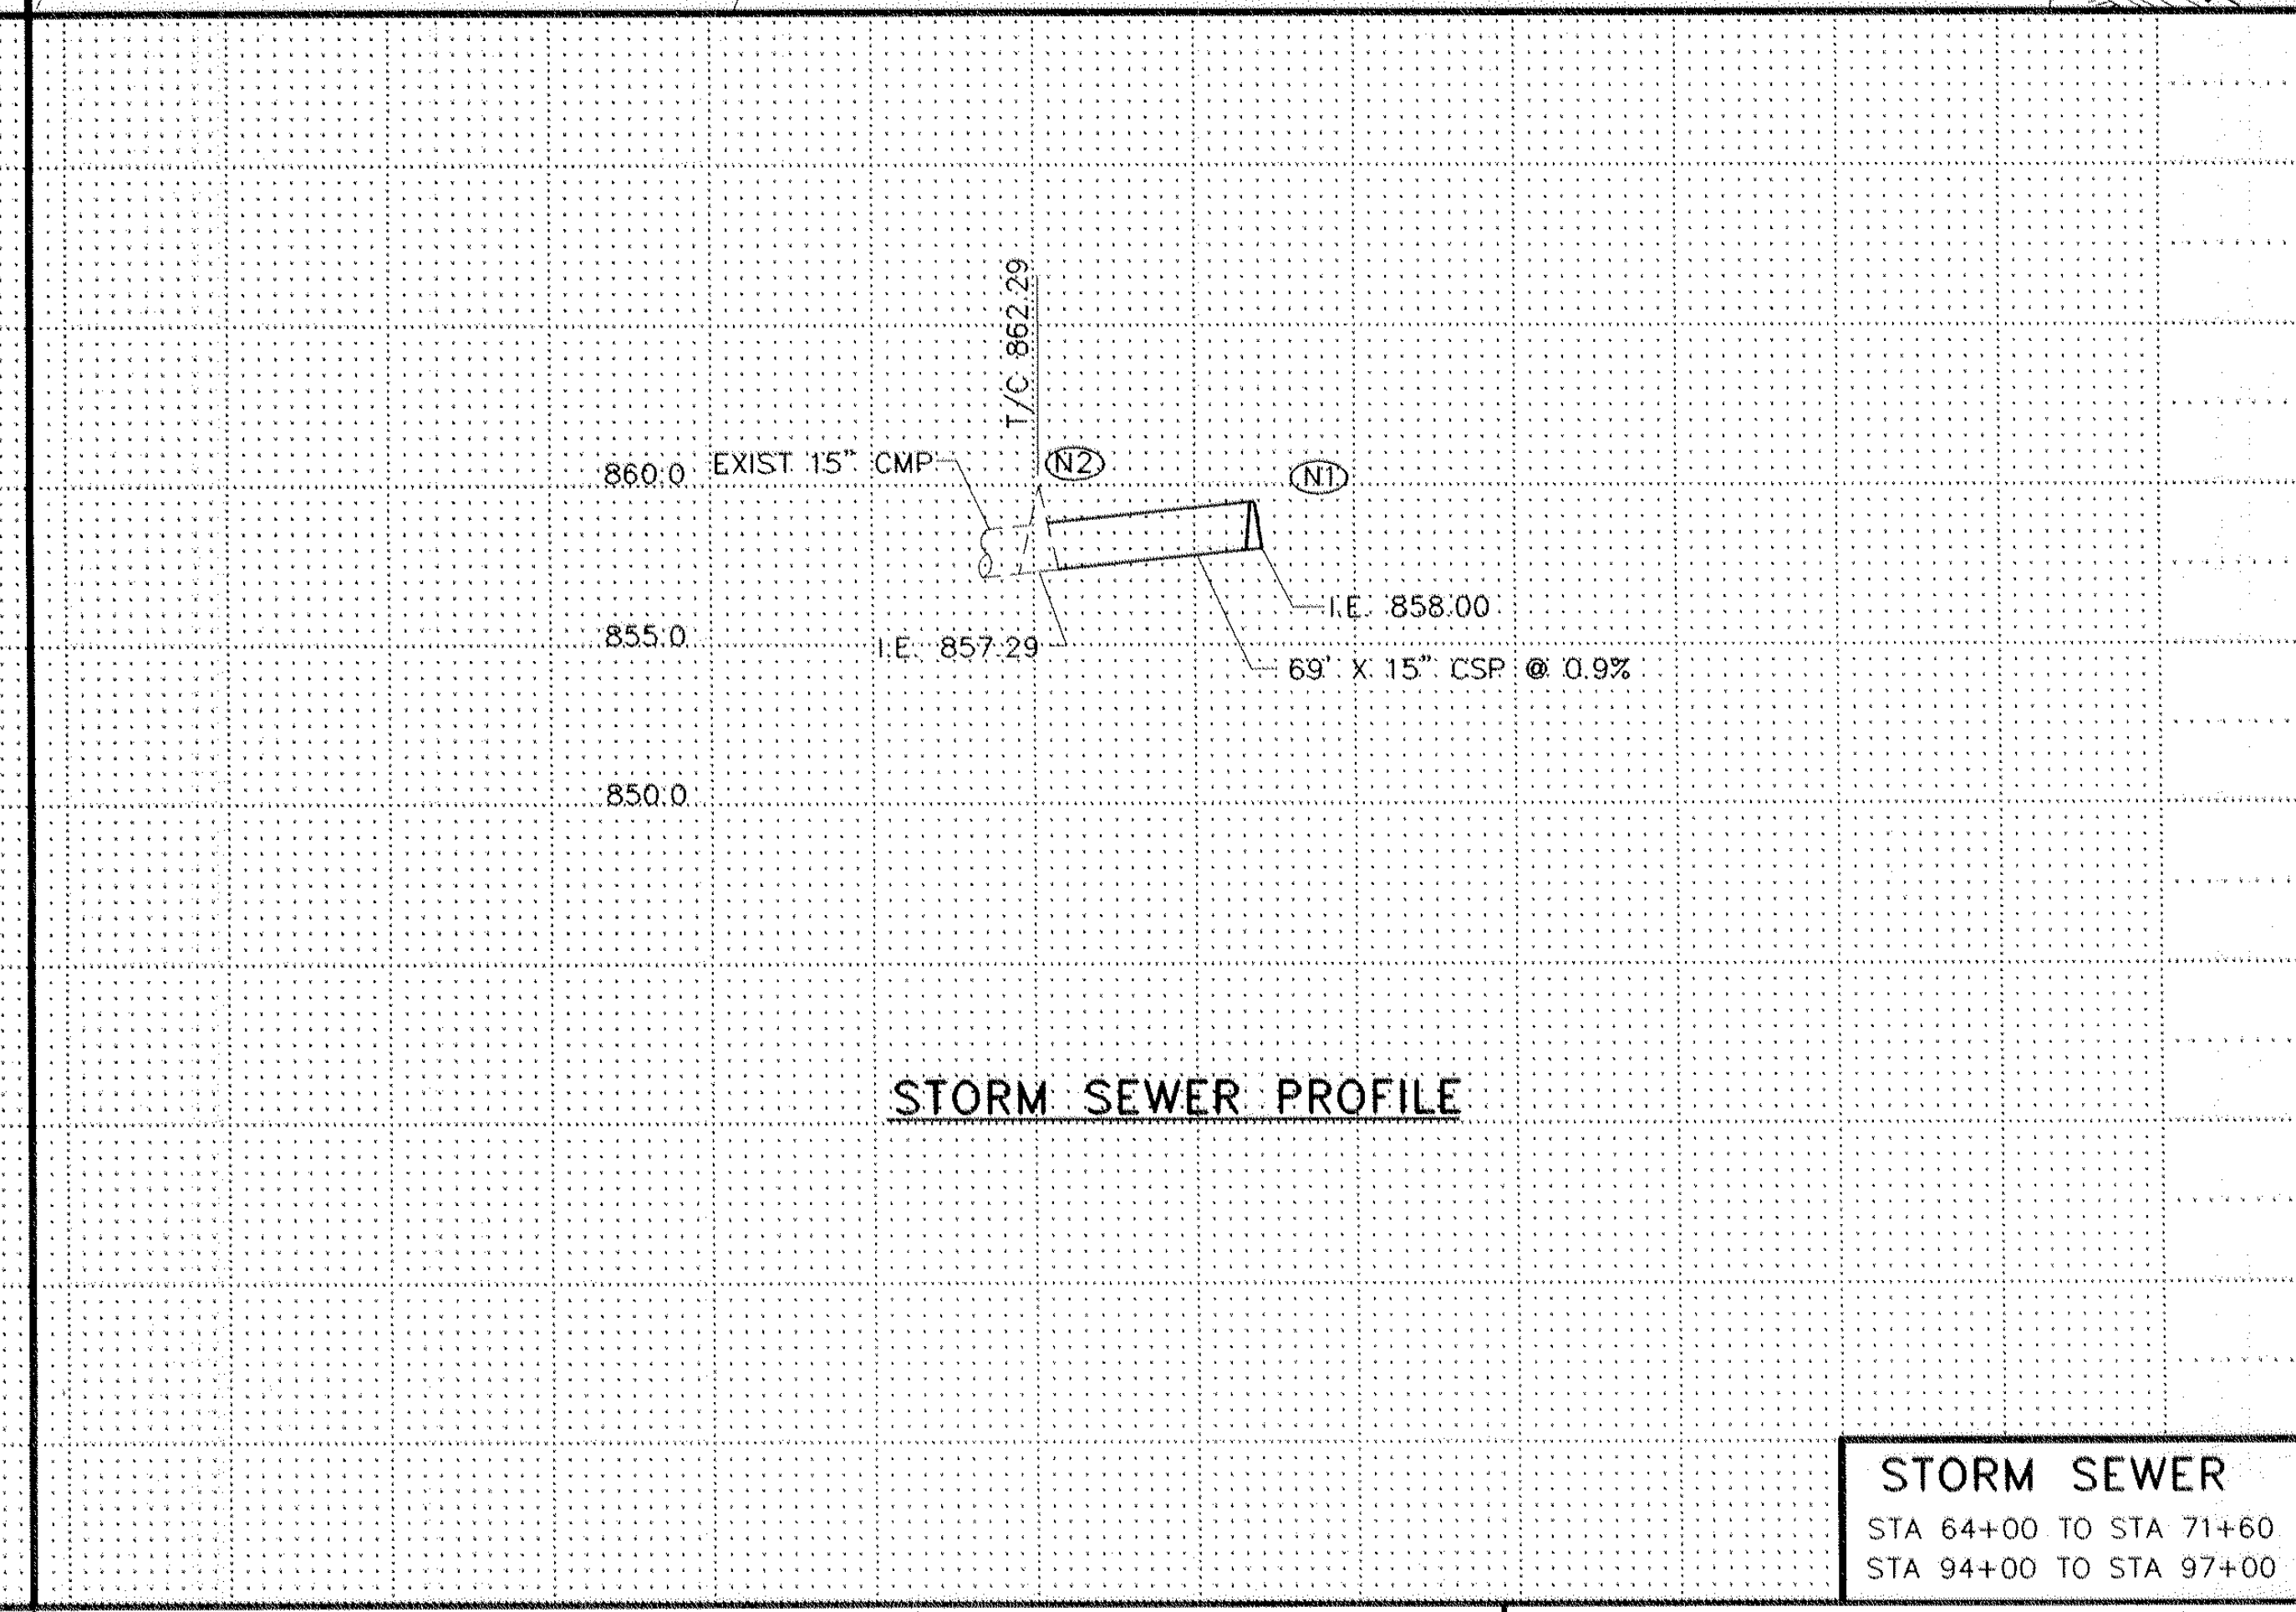 T/C 862.29
860.0
EXIST 15" CMP
N2
N1
I.E. 858.00
855.0
I.E. 857.29
69' X 15" CSP @ 0.9%
850.0
STORM SEWER PROFILE
STORM SEWER
STA 64+00 TO STA 71+60
STA 94+00 TO STA 97+00